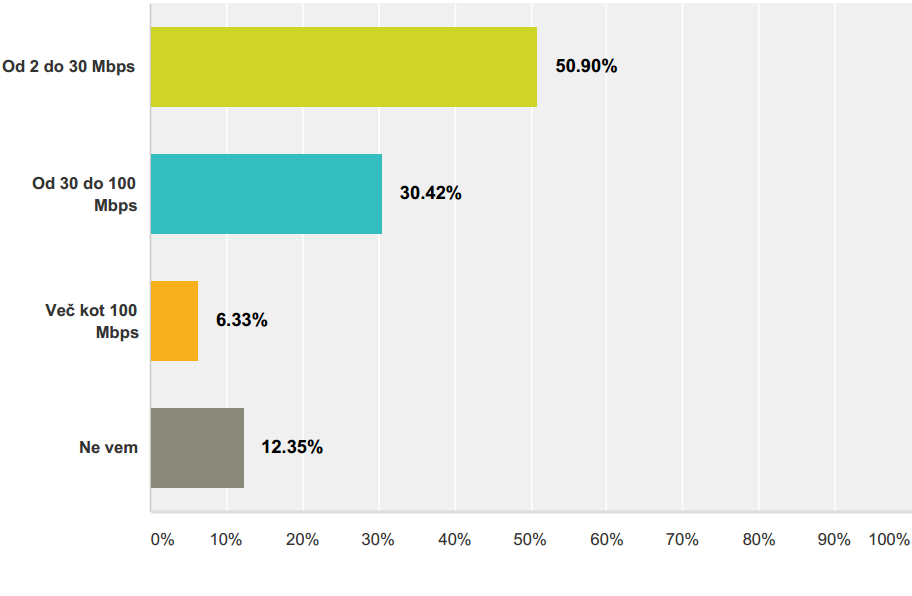 Od 2 do 30 Mbps
50.90%
Od 30 do 100
Mbps
30.42%
Več kot 100
Mbps
6.33%
Ne vem
12.35%
0% 10% 20% 30% 40% 50% 60% 70% 80% 90% 100%